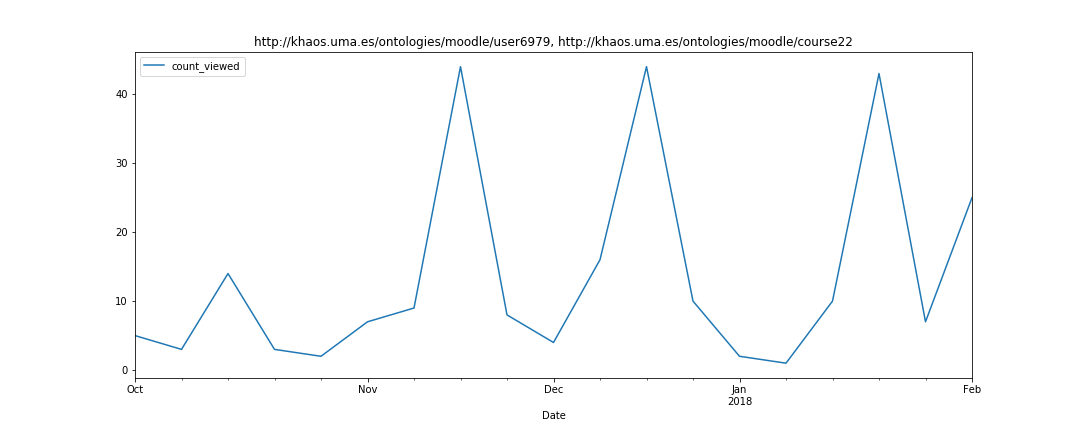 http://khaos.uma.es/ontologies/moodle/user6979, http://khaos.uma.es/ontologies/moodle/course22
count_viewed
40
30
20
10
0
Oct
Nov
Dec
Jan
2018
Feb
Date